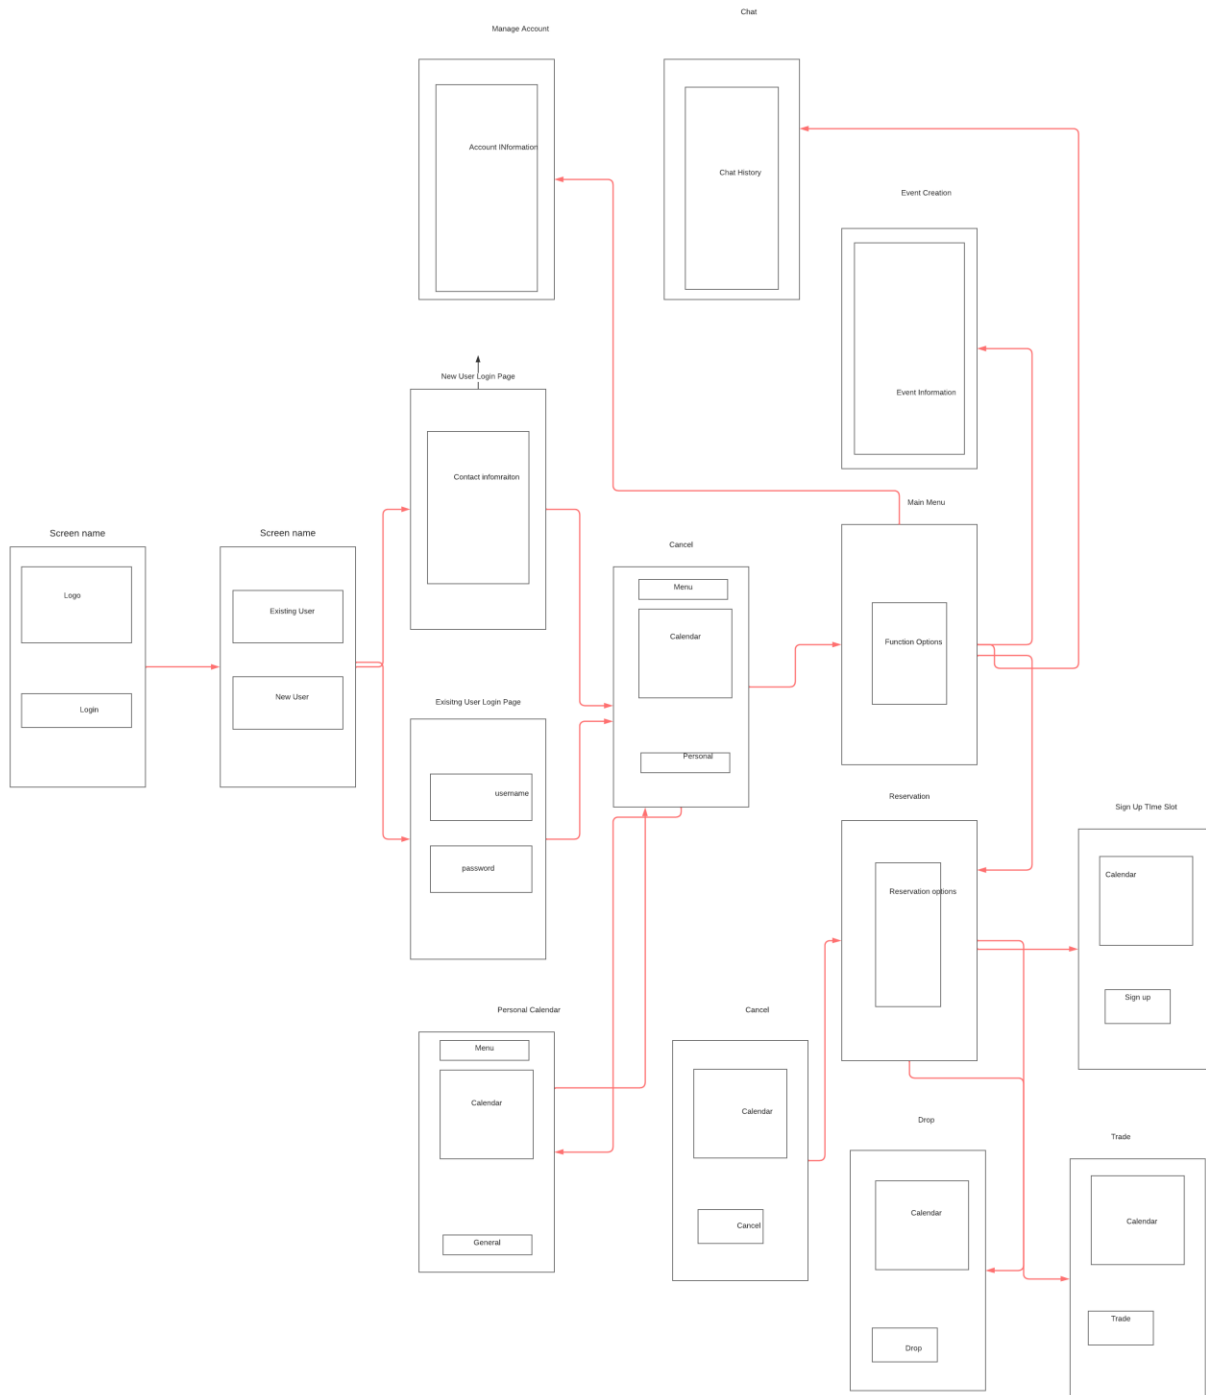 Chat
Manage Account
Account INformation
Chat History
Event Creation
Event Information
New User Login Page
Contact infomraiton
Main Menu
Function Options
Screen name
Logo
Login
Screen name
Existing User
New User
Cancel
Menu
Calendar
Personal
Exisitng User Login Page
username
password
Reservation
Reservation options
Sign Up TIme Slot
Calendar
Sign up
Personal Calendar
Menu
Calendar
General
Cancel
Calendar
Cancel
Drop
Calendar
Drop
Trade
Calendar
Trade